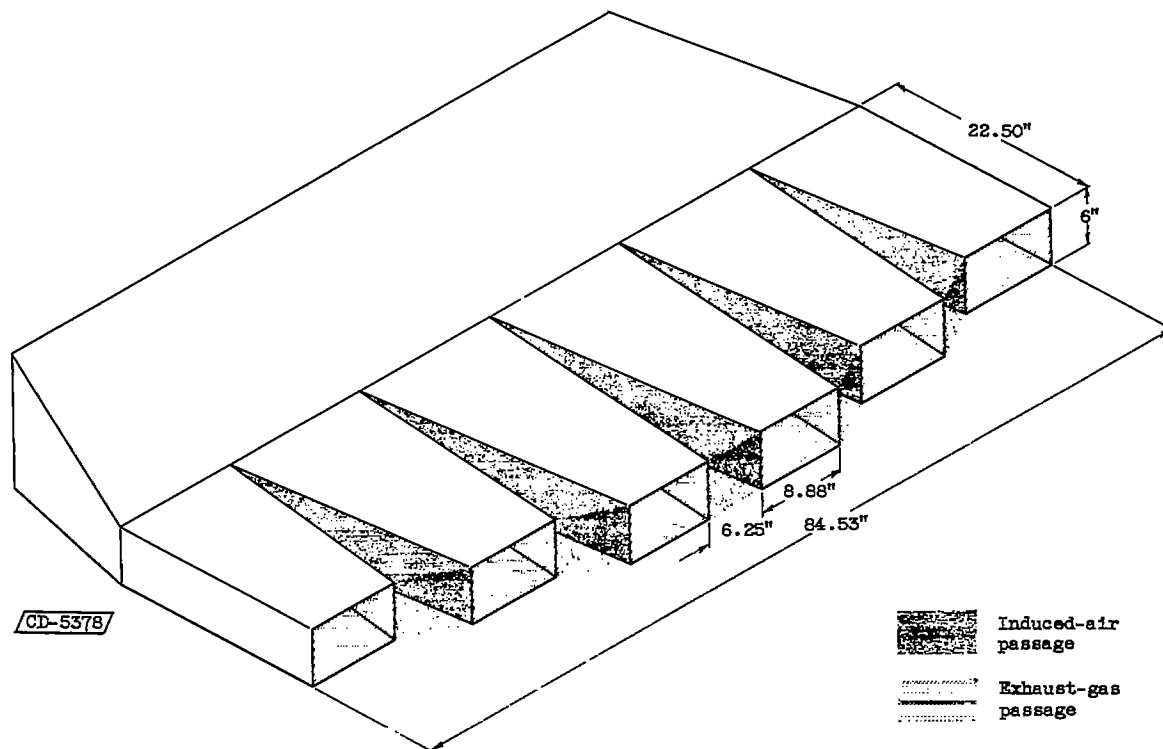 22.50"
6"
8.88"
6.25"
84.53"
CD-5378
Induced-air
passage
Exhaust-gas
passage